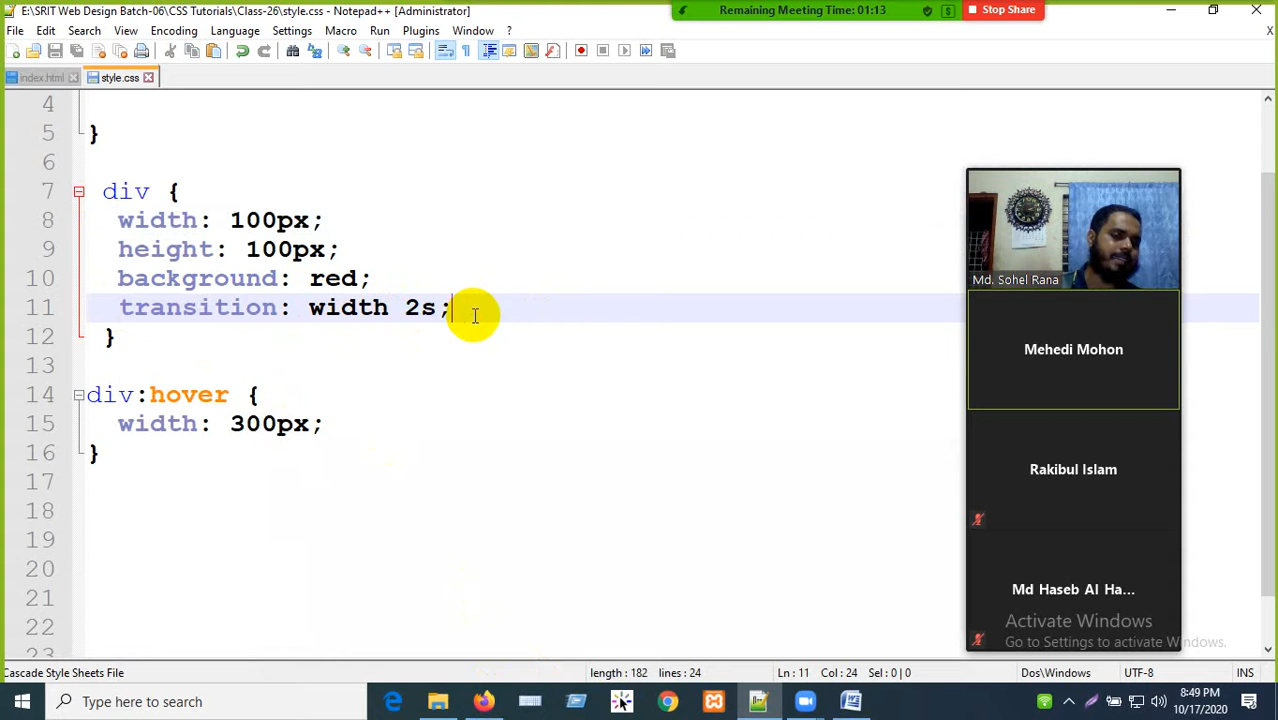 E:\SRIT Web Design Batch-06\CSS Tutorials\Class-26\style.css - Notepad++ [Administrator]
Remaining Meeting Time: 01:13
Stop Share
File Edit Search View Encoding Language Settings Macro Run Plugins Window ?
X
index.html style.css
4
5 }
6
7 div {
8 width: 100px;
9 height: 100px;
10 background: red;
11 transition: width 2s;
12 }
13
14 div:hover {
15 width: 300px;
16 }
17
18
19
20
21
22
23
Md. Sohel Rana
Mehedi Mohon
Rakibul Islam
Md Haseb Al Ha...
Activate Windows
Go to Settings to activate Windows.
Cascade Style Sheets File length : 182 lines : 24 Ln : 11 Col : 24 Sel : 0 | 0 Dos\Windows UTF-8 INS
Type here to search
8:49 PM
10/17/2020